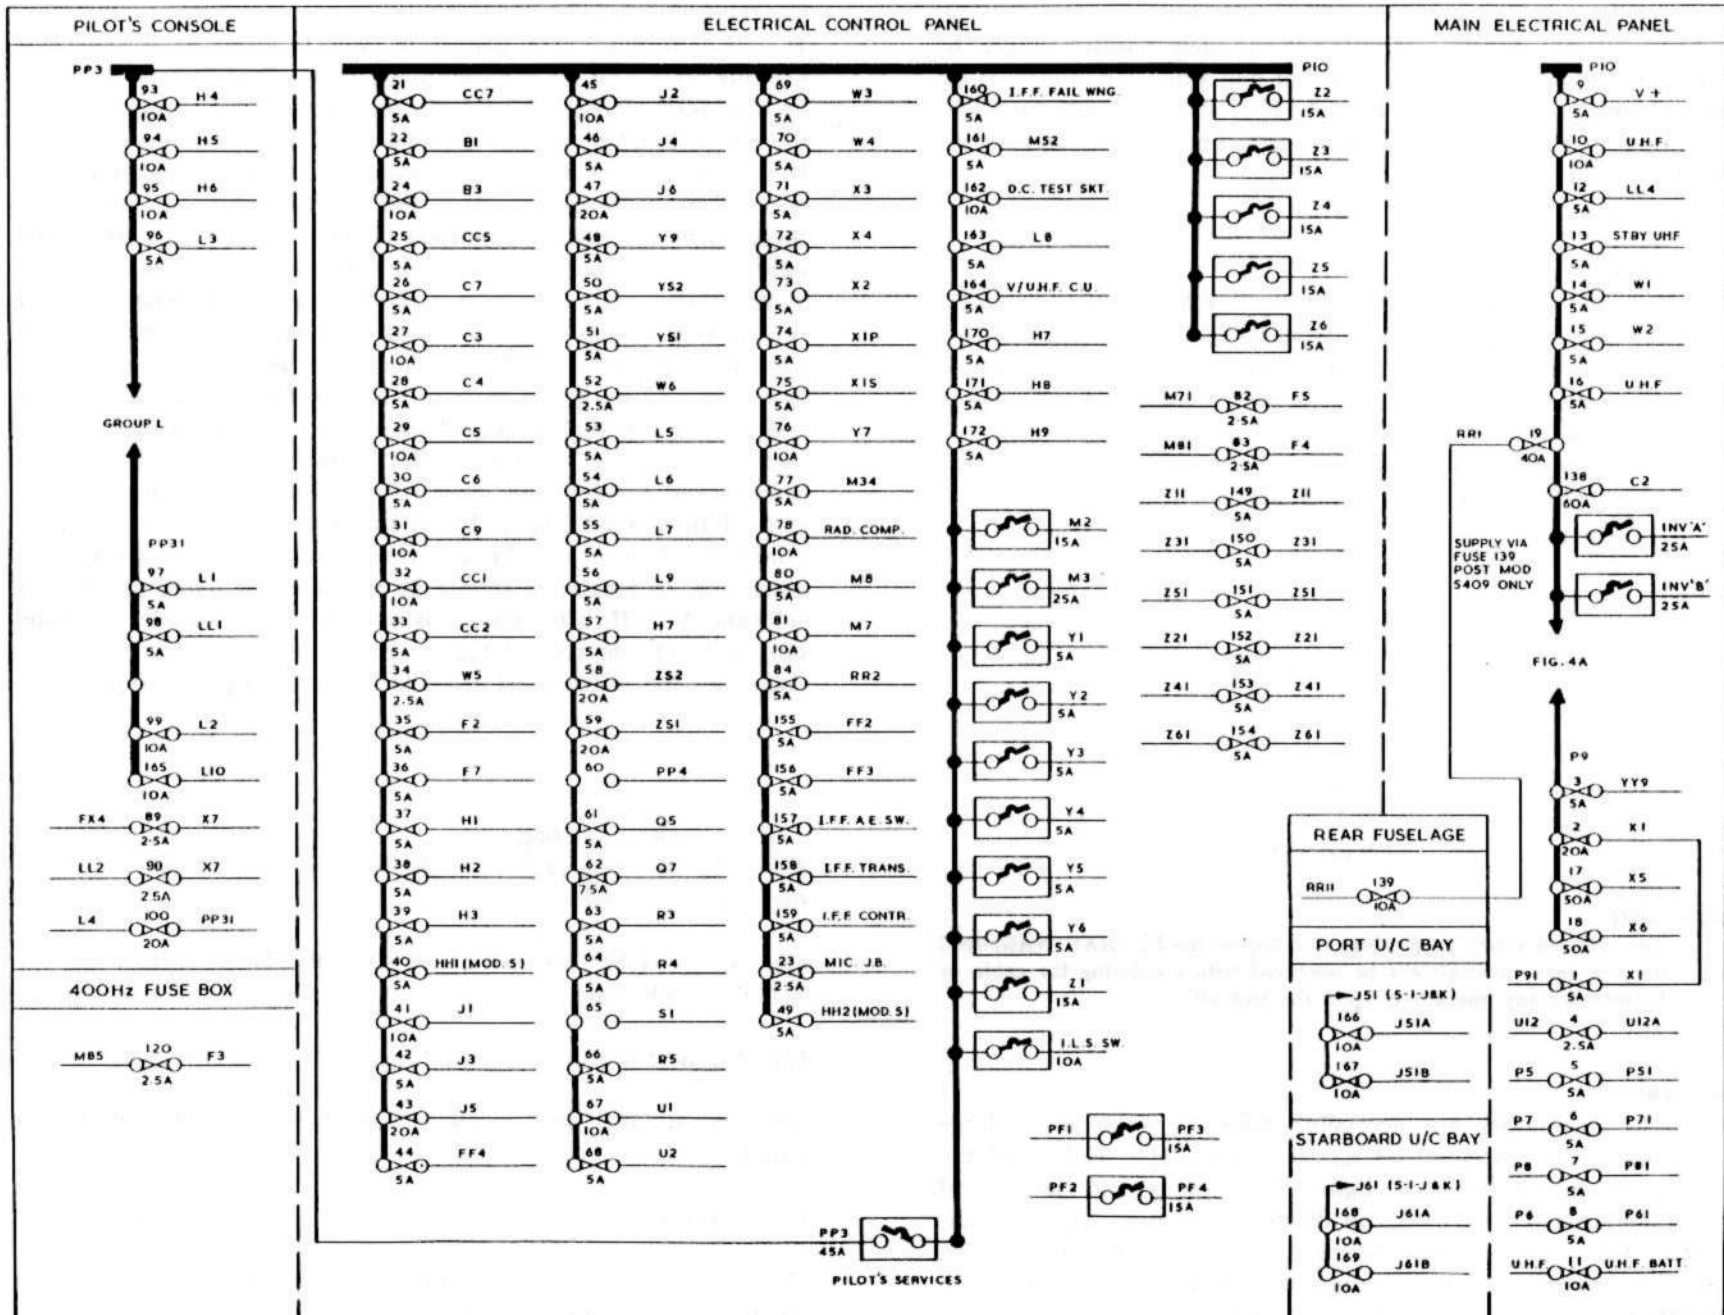 PILOT'S CONSOLE
PP3
93 H4
10A
94 H5
10A
95 H6
10A
96 L3
5A
GROUP L
PP31
97 L1
5A
98 LL1
5A
99 L2
10A
165 L10
10A
FX4 89 X7
2·5A
LL2 90 X7
2.5A
L4 100 PP31
20A
400Hz FUSE BOX
M85 120 F3
2.5A
ELECTRICAL CONTROL PANEL
P10
21 CC7
5A
22 B1
5A
24 B3
10A
25 CC5
5A
26 C7
5A
27 C3
10A
28 C4
5A
29 C5
10A
30 C6
5A
31 C9
10A
32 CC1
10A
33 CC2
5A
34 W5
2·5A
35 F2
5A
36 F7
5A
37 H1
5A
38 H2
5A
39 H3
5A
40 HH1 (MOD. 5)
5A
41 J1
10A
42 J3
5A
43 J5
20A
44 FF4
5A
45 J2
10A
46 J4
5A
47 J6
20A
48 Y9
5A
50 YS2
5A
51 YS1
5A
52 W6
2.5A
53 L5
5A
54 L6
5A
55 L7
5A
56 L9
5A
57 H7
5A
58 ZS2
20A
59 ZS1
20A
60 PP4
61 Q5
5A
62 Q7
7.5A
63 R3
5A
64 R4
5A
65 S1
66 R5
5A
67 U1
10A
68 U2
5A
69 W3
5A
70 W4
5A
71 X3
5A
72 X4
5A
73 X2
74 X1P
5A
75 X1S
5A
76 Y7
10A
77 M34
5A
78 RAD. COMP.
10A
80 M8
5A
81 M7
10A
84 RR2
5A
155 FF2
5A
156 FF3
5A
157 I.F.F. A.E. SW.
5A
158 I.F.F. TRANS.
5A
159 I.F.F. CONTR.
5A
23 MIC. J.B.
2·5A
49 HH2 (MOD. 5)
5A
160 I.F.F. FAIL WNG.
5A
161 M52
5A
162 D.C. TEST SKT.
10A
163 L8
5A
164 V/U.H.F. C.U.
5A
170 H7
5A
171 H8
5A
172 H9
5A
M2
15A
M3
25A
Y1
5A
Y2
5A
Y3
5A
Y4
5A
Y5
5A
Y6
5A
Z1
15A
I.L.S. SW.
10A
PF1 PF3
15A
PF2 PF4
15A
PP3
45A
PILOT'S SERVICES
Z2
15A
Z3
15A
Z4
15A
Z5
15A
Z6
15A
M71 82 F5
2·5A
M81 83 F4
2·5A
Z11 149 Z11
5A
Z31 150 Z31
5A
Z51 151 Z51
5A
Z21 152 Z21
5A
Z41 153 Z41
5A
Z61 154 Z61
5A
REAR FUSELAGE
RR11 139
10A
PORT U/C BAY
J51 (5-1-J&K)
166 J51A
10A
167 J51B
10A
STARBOARD U/C BAY
J61 (5-1-J&K)
168 J61A
10A
169 J61B
10A
MAIN ELECTRICAL PANEL
P10
9 V+
5A
10 U.H.F.
10A
12 LL4
5A
13 STBY UHF
5A
14 W1
5A
15 W2
5A
16 U.H.F
5A
RR1 19
40A
138 C2
60A
INV'A'
25A
INV'B'
25A
SUPPLY VIA
FUSE 139
POST MOD
5409 ONLY
FIG. 4A
P9
3 YY9
5A
2 X1
20A
17 X5
50A
18 X6
50A
P91 1 X1
5A
U12 4 U12A
2·5A
P5 5 P51
5A
P7 6 P71
5A
P8 7 P81
5A
P6 8 P61
5A
U.H.F 11 U.H.F. BATT.
10A